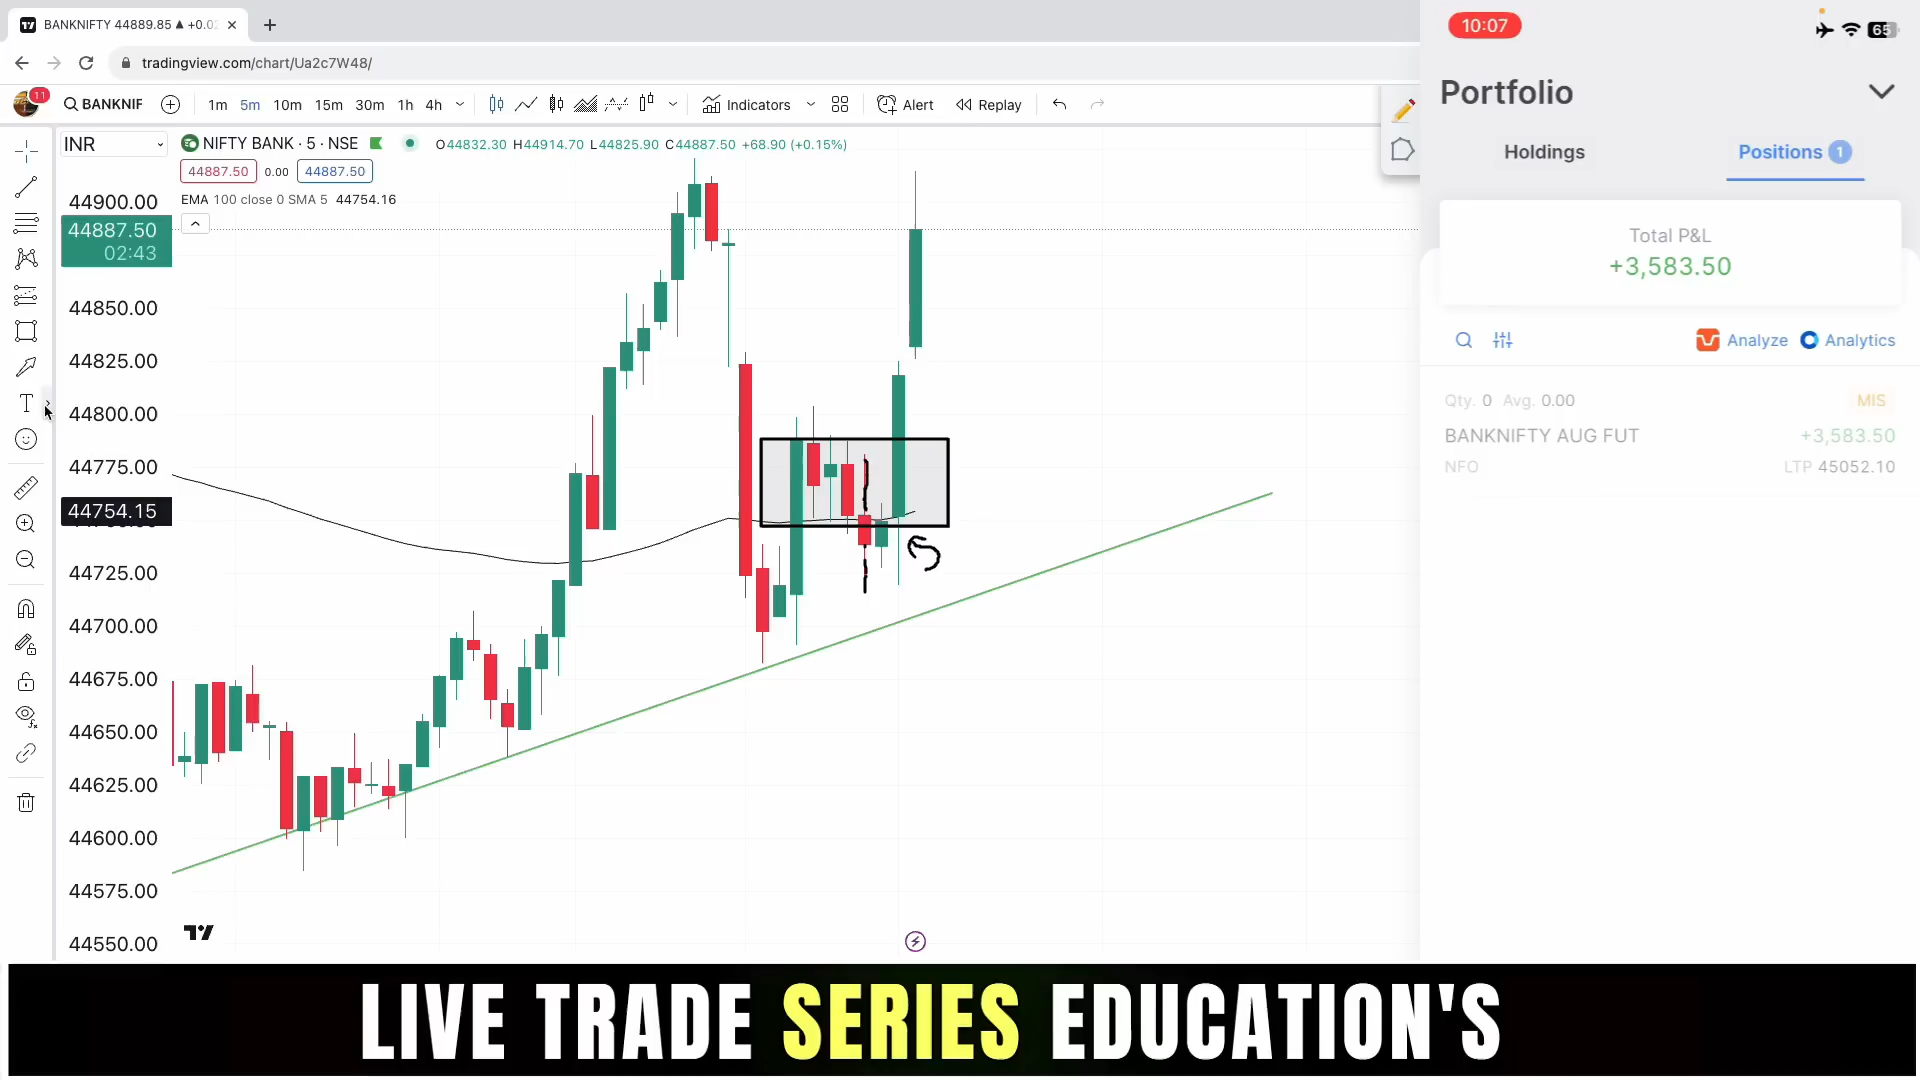 BANKNIFTY 44889.85 ▲ +0.02
tradingview.com/chart/Ua2c7W48/
11
BANKNIF
1m 5m 10m 15m 30m 1h 4h
Indicators
Alert
Replay
INR
NIFTY BANK · 5 · NSE
O44832.30 H44914.70 L44825.90 C44887.50 +68.90 (+0.15%)
44887.50 0.00 44887.50
EMA 100 close 0 SMA 5 44754.16
44900.00
44887.50
02:43
44850.00
44825.00
44800.00
44775.00
44754.15
44725.00
44700.00
44675.00
44650.00
44625.00
44600.00
44575.00
44550.00
10:07
65
Portfolio
Holdings
Positions 1
Total P&L
+3,583.50
Analyze
Analytics
Qty. 0 Avg. 0.00
MIS
BANKNIFTY AUG FUT
+3,583.50
NFO
LTP 45052.10
LIVE TRADE SERIES EDUCATION'S